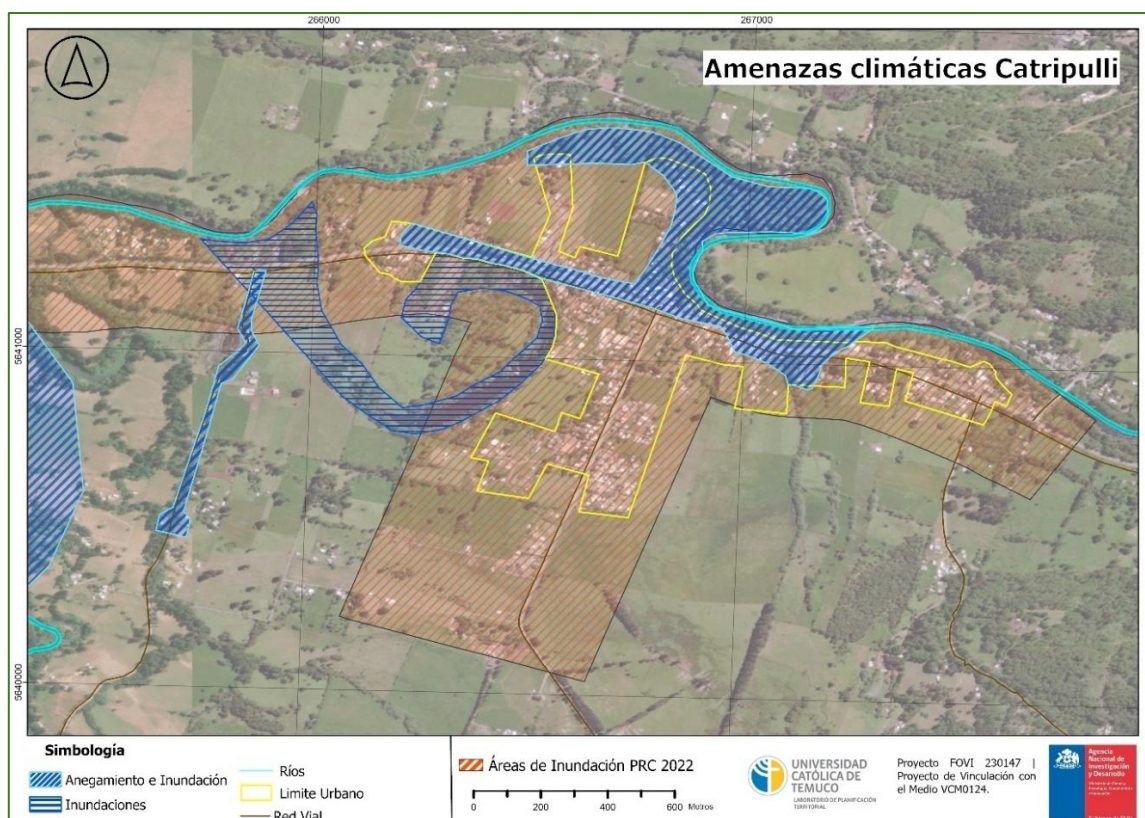 266000
267000
Amenazas climáticas Catripulli
5641000
5640000
Simbología
Anegamiento e Inundación
Inundaciones
Ríos
Limite Urbano
Red Vial
Áreas de Inundación PRC 2022
0 200 400 600 Metros
UNIVERSIDAD
CATÓLICA DE
TEMUCO
LABORATORIO DE PLANIFICACIÓN
TERRITORIAL
Proyecto FOVI 230147 |
Proyecto de Vinculación con
el Medio VCM0124.
Agencia
Nacional de
Investigación
y Desarrollo